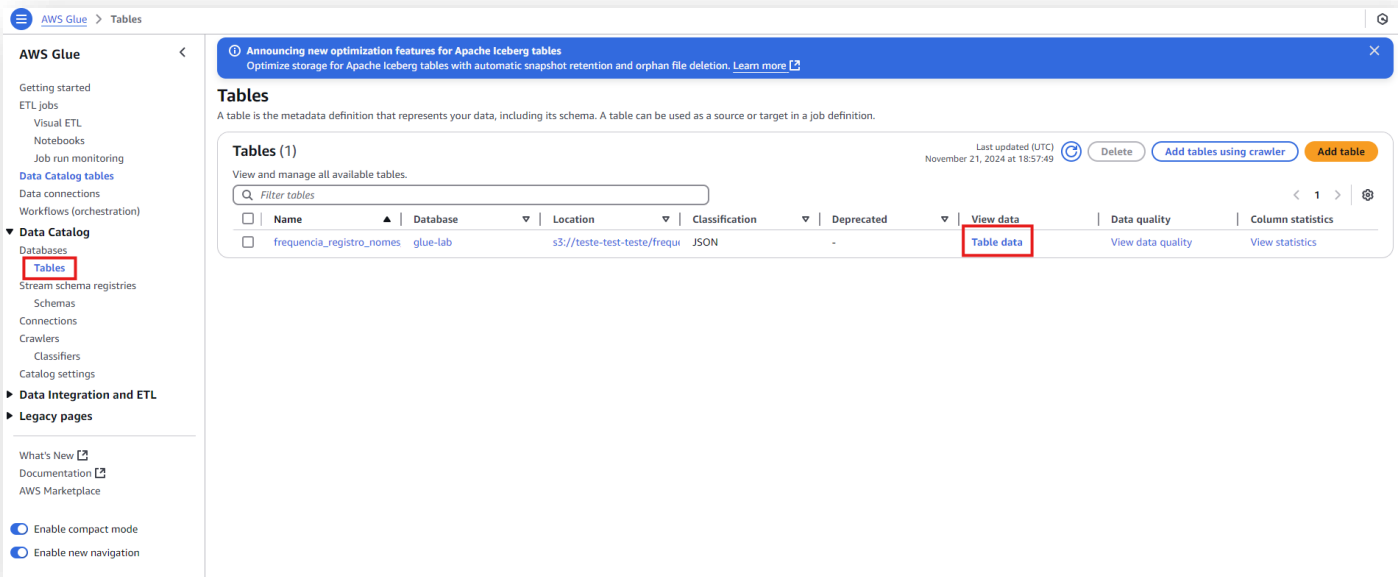 AWS Glue > Tables
AWS Glue
Getting started
ETL jobs
Visual ETL
Notebooks
Job run monitoring
Data Catalog tables
Data connections
Workflows (orchestration)
Data Catalog
Databases
Tables
Stream schema registries
Schemas
Connections
Crawlers
Classifiers
Catalog settings
Data Integration and ETL
Legacy pages
What's New
Documentation
AWS Marketplace
Enable compact mode
Enable new navigation
Announcing new optimization features for Apache Iceberg tables
Optimize storage for Apache Iceberg tables with automatic snapshot retention and orphan file deletion. Learn more
Tables
A table is the metadata definition that represents your data, including its schema. A table can be used as a source or target in a job definition.
Tables (1)
Last updated (UTC)
November 21, 2024 at 18:57:49
Delete
Add tables using crawler
Add table
View and manage all available tables.
Filter tables
1
Name Database Location Classification Deprecated View data Data quality Column statistics
frequencia_registro_nomes glue-lab s3://teste-test-teste/frequ JSON - Table data View data quality View statistics